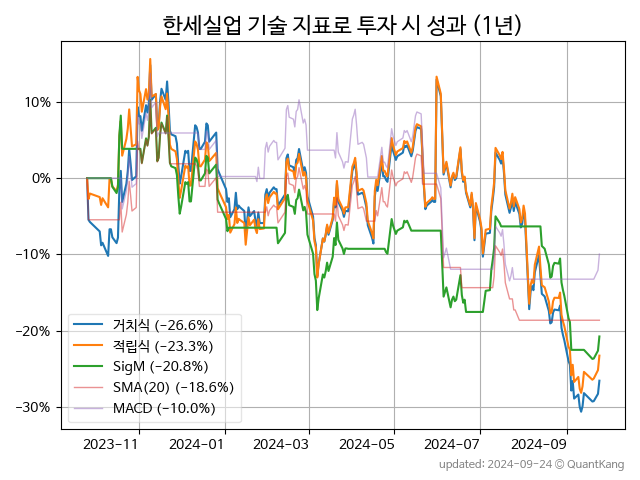 한세실업 기술 지표로 투자 시 성과 (1년)
10%
0%
−10%
−20%
−30%
거치식 (−26.6%)
적립식 (−23.3%)
SigM (−20.8%)
SMA(20) (−18.6%)
MACD (−10.0%)
2023−11
2024−01
2024−03
2024−05
2024−07
2024−09
updated: 2024−09−24 © QuantKang